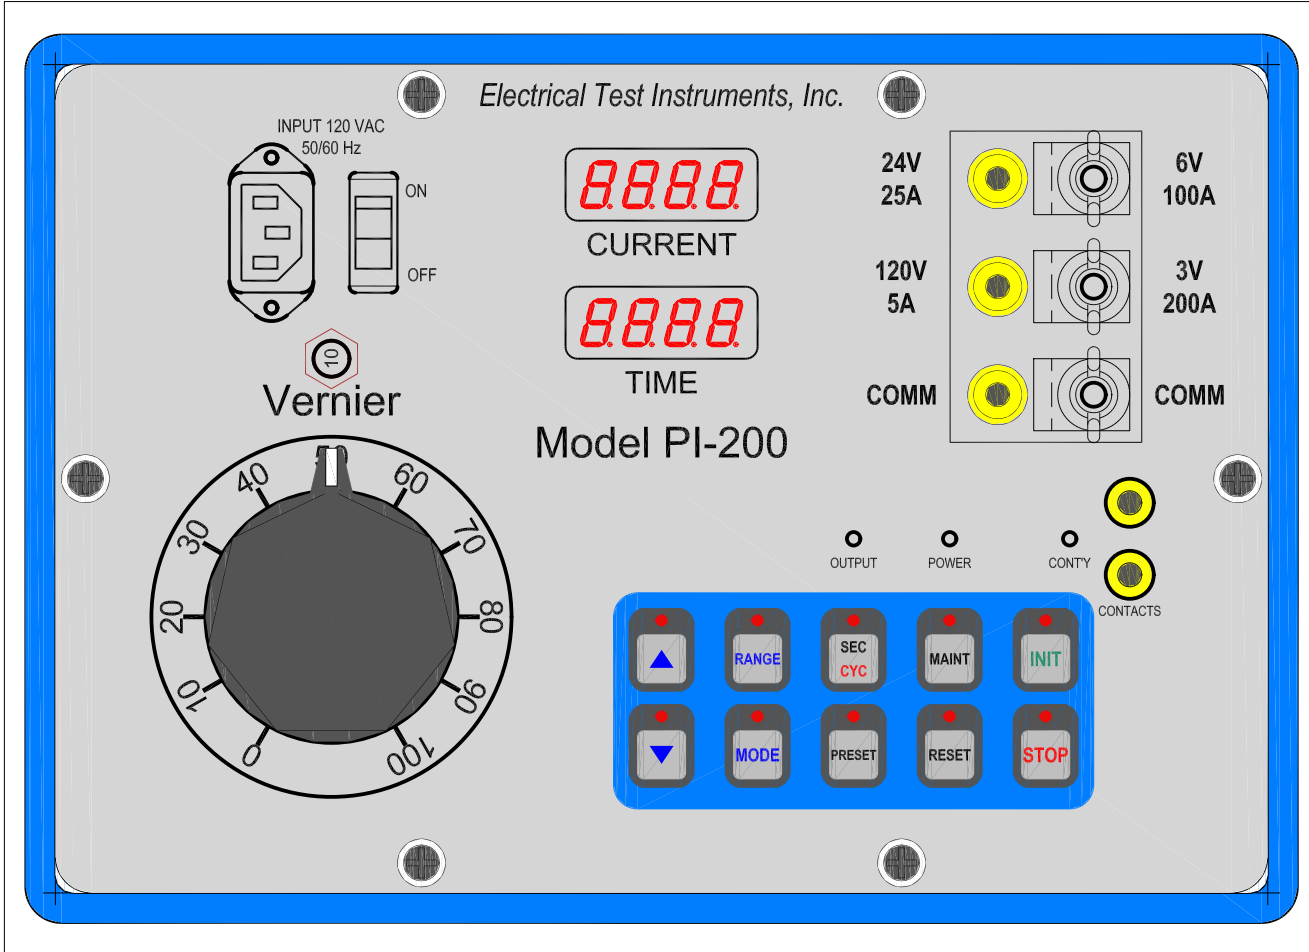 Electrical Test Instruments, Inc.
INPUT 120 VAC
50/60 Hz
ON
OFF
8.8.8.8.
CURRENT
8.8.8.8.
TIME
24V
25A
6V
100A
120V
5A
3V
200A
COMM
COMM
10
Vernier
Model PI-200
0
10
20
30
40
60
70
80
90
100
OUTPUT
POWER
CONT'Y
CONTACTS
RANGE
SEC
CYC
MAINT
INIT
MODE
PRESET
RESET
STOP